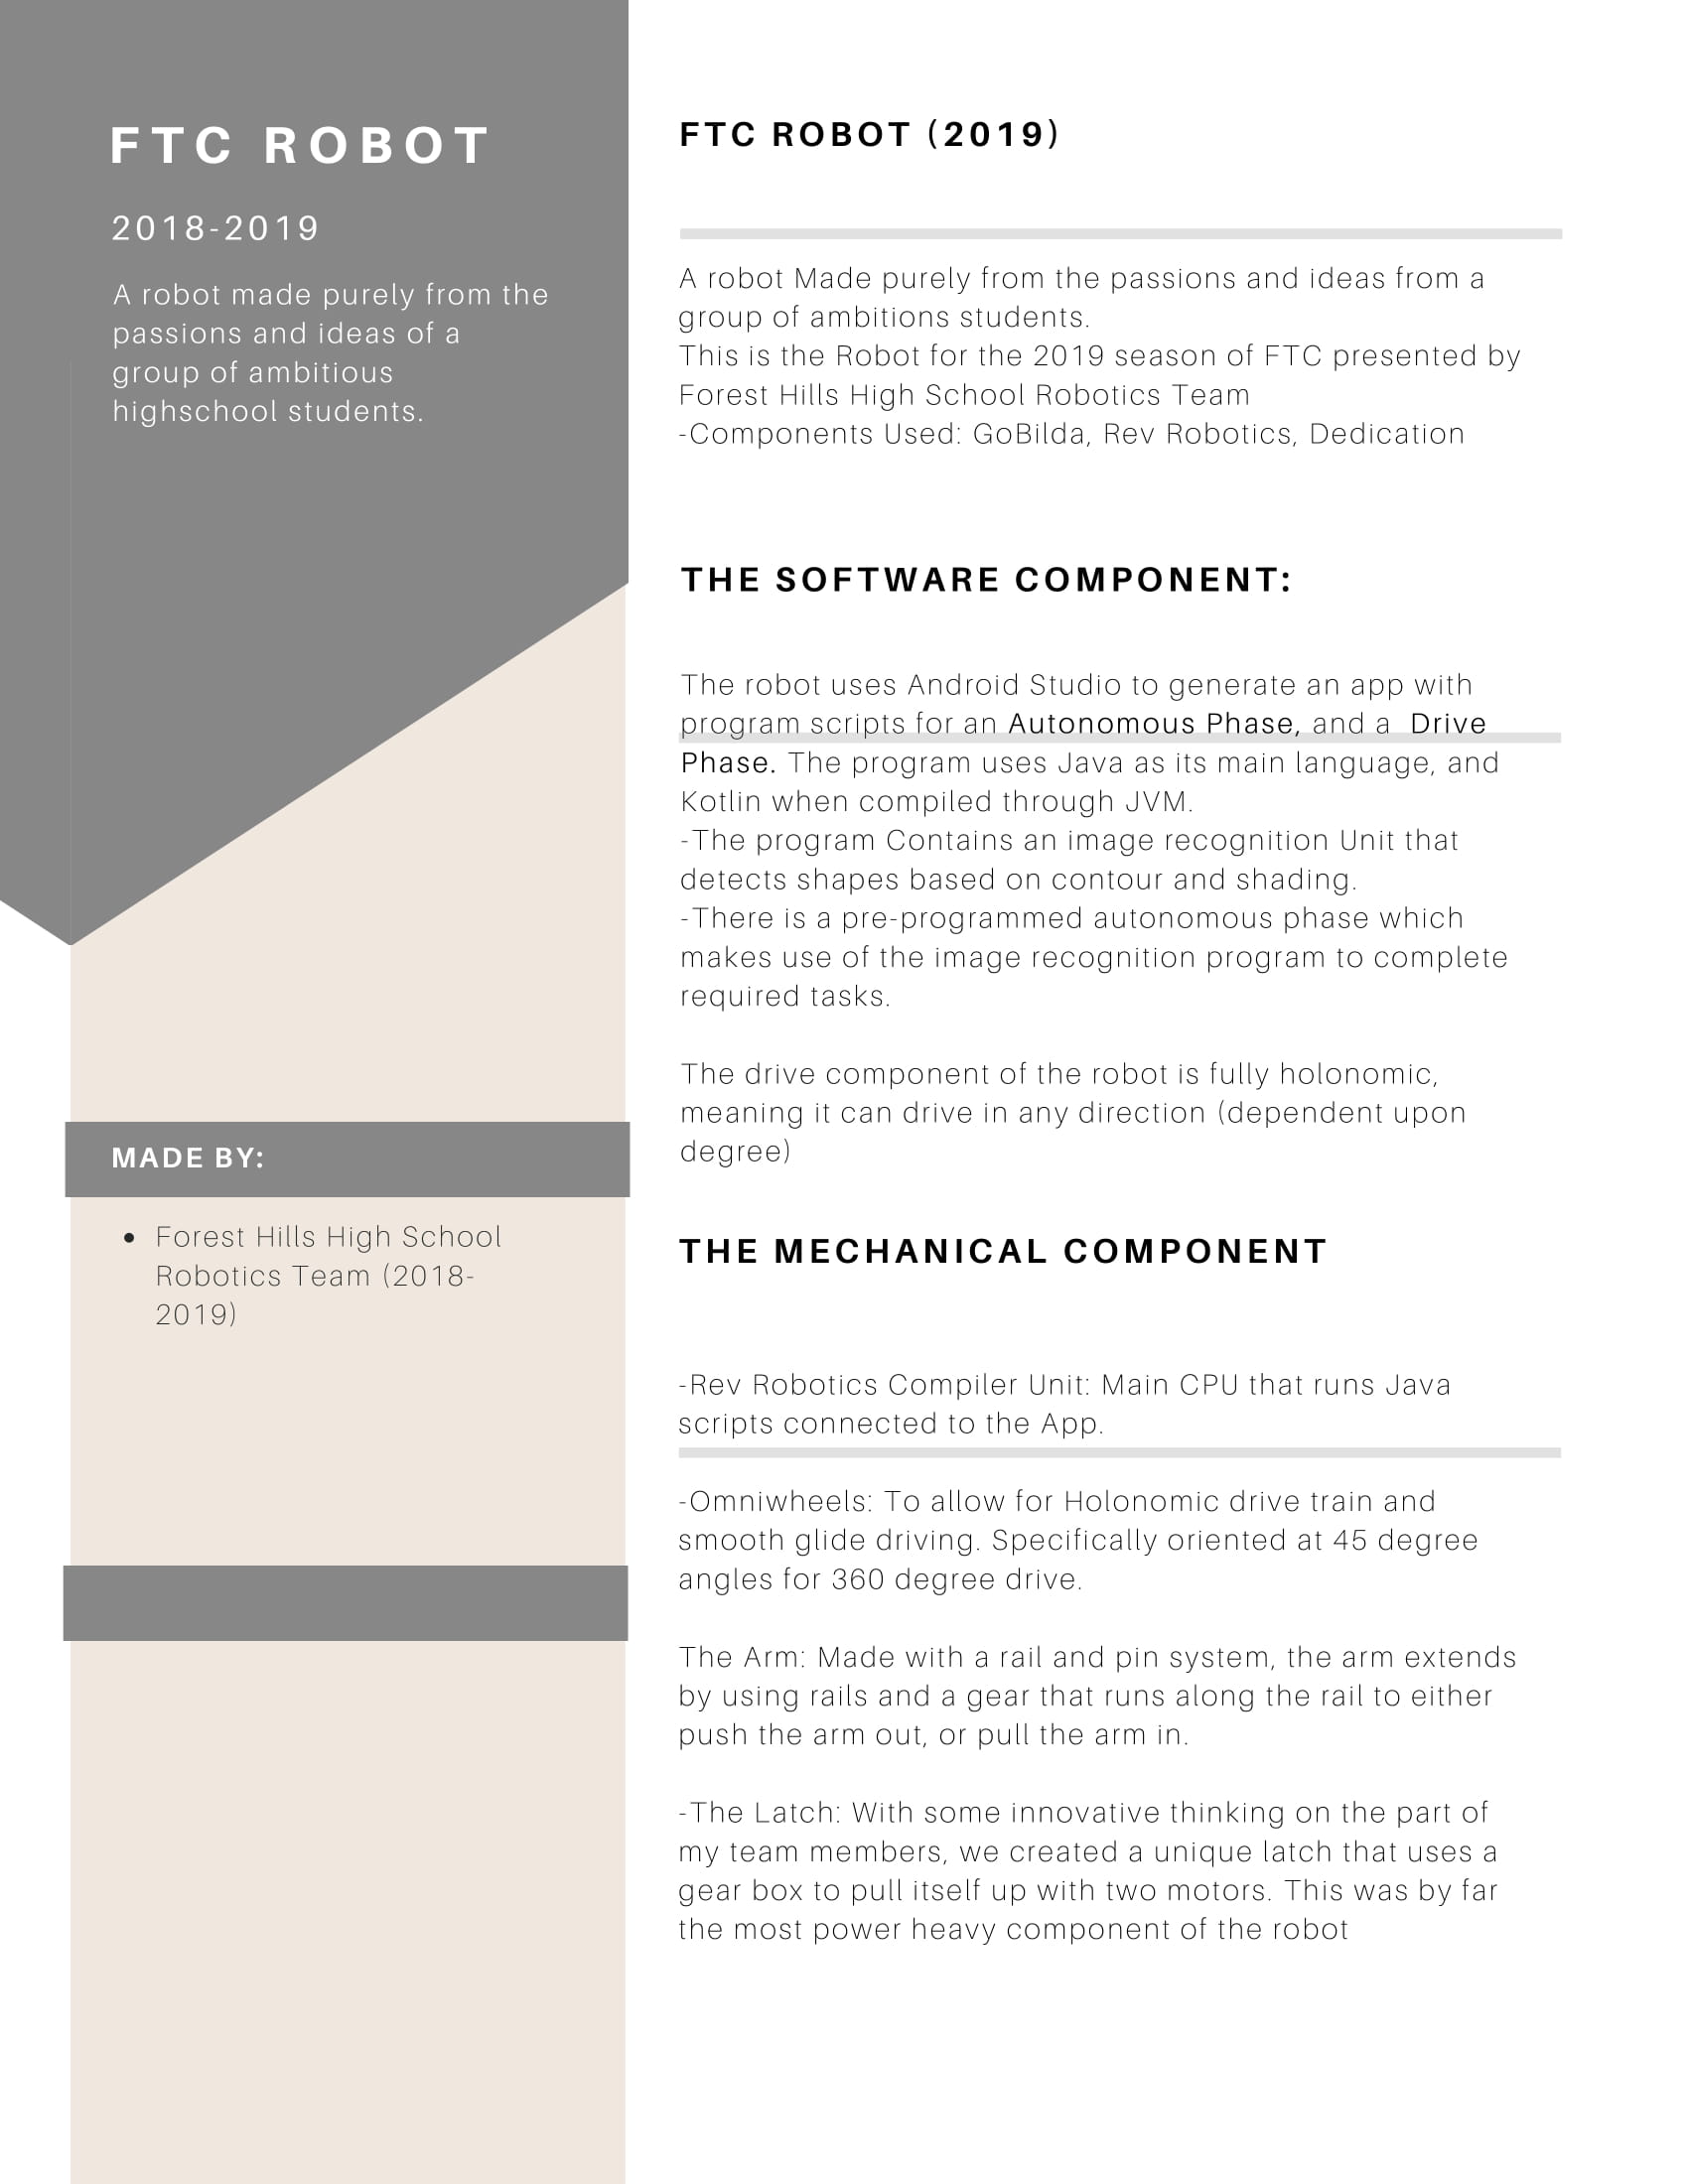 FTC ROBOT
2018-2019
A robot made purely from the
passions and ideas of a
group of ambitious
highschool students.
MADE BY:
• Forest Hills High School
Robotics Team (2018-
2019)
FTC ROBOT (2019)
A robot Made purely from the passions and ideas from a
group of ambitions students.
This is the Robot for the 2019 season of FTC presented by
Forest Hills High School Robotics Team
-Components Used: GoBilda, Rev Robotics, Dedication
THE SOFTWARE COMPONENT:
The robot uses Android Studio to generate an app with
program scripts for an Autonomous Phase, and a  Drive
Phase. The program uses Java as its main language, and
Kotlin when compiled through JVM.
-The program Contains an image recognition Unit that
detects shapes based on contour and shading.
-There is a pre-programmed autonomous phase which
makes use of the image recognition program to complete
required tasks.
The drive component of the robot is fully holonomic,
meaning it can drive in any direction (dependent upon
degree)
THE MECHANICAL COMPONENT
-Rev Robotics Compiler Unit: Main CPU that runs Java
scripts connected to the App.
-Omniwheels: To allow for Holonomic drive train and
smooth glide driving. Specifically oriented at 45 degree
angles for 360 degree drive.
The Arm: Made with a rail and pin system, the arm extends
by using rails and a gear that runs along the rail to either
push the arm out, or pull the arm in.
-The Latch: With some innovative thinking on the part of
my team members, we created a unique latch that uses a
gear box to pull itself up with two motors. This was by far
the most power heavy component of the robot